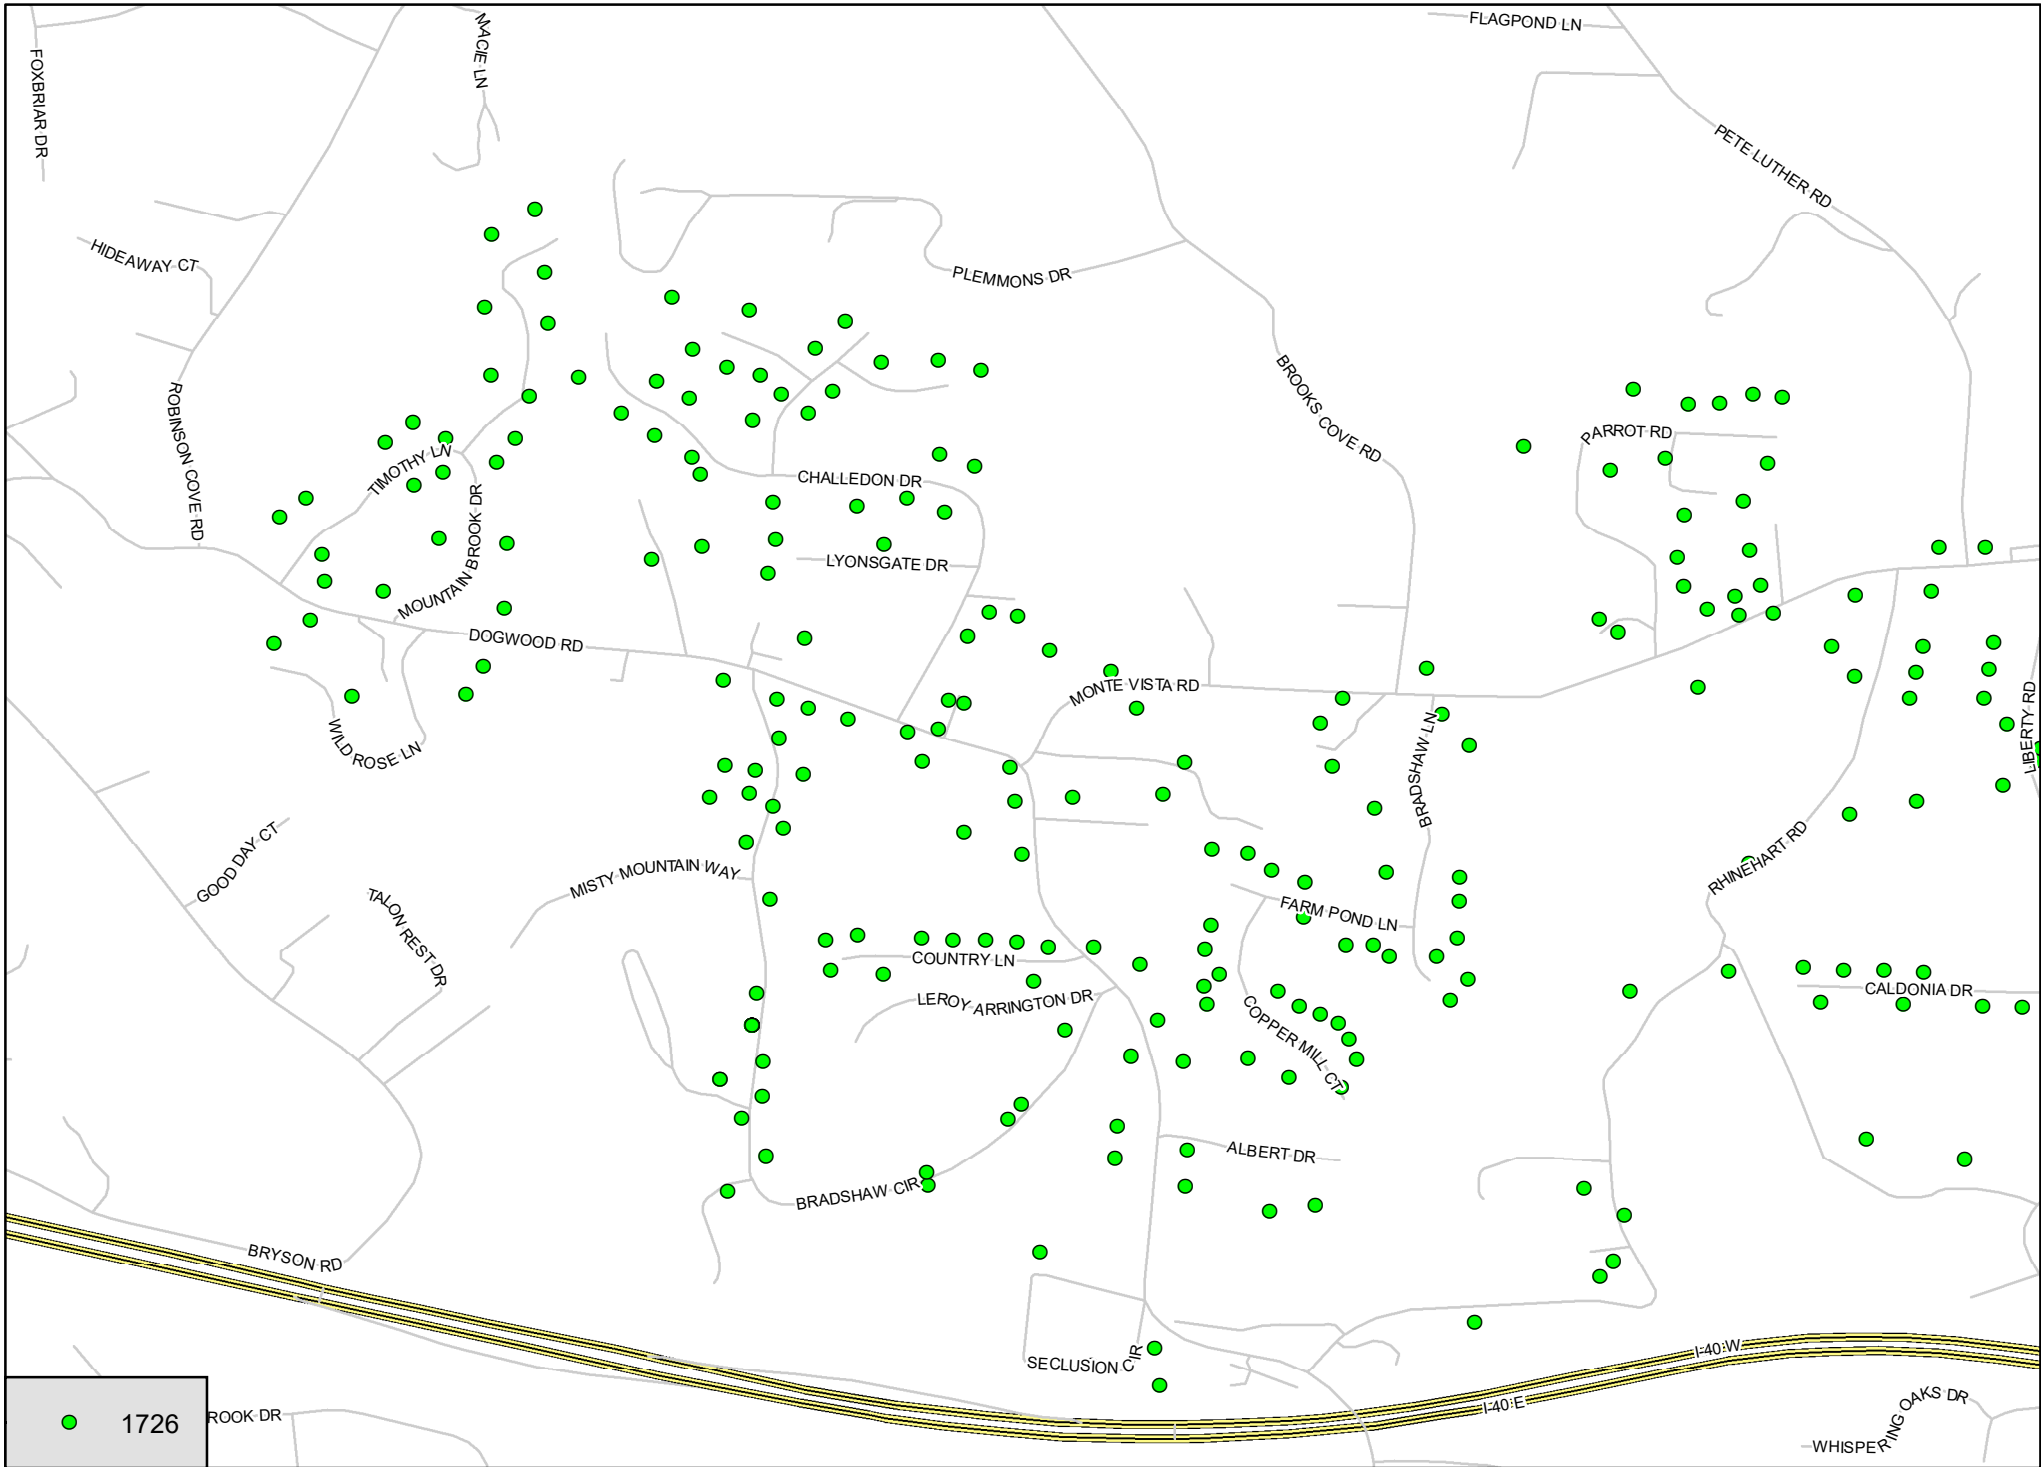 FLAGPOND LN
MACIE LN
FOXBRIAR DR
PETE LUTHER RD
HIDEAWAY CT
PLEMMONS DR
BROOKS COVE RD
ROBINSON COVE RD
PARROT RD
TIMOTHY LN
CHALLEDON DR
MOUNTAIN BROOK DR
LYONSGATE DR
DOGWOOD RD
MONTE VISTA RD
LIBERTY RD
WILD ROSE LN
BRADSHAW LN
GOOD DAY CT
RHINEHART RD
MISTY MOUNTAIN WAY
TALON REST DR
FARM POND LN
COUNTRY LN
CALDONIA DR
LEROY ARRINGTON DR
COPPER MILL CT
ALBERT DR
BRADSHAW CIR
BRYSON RD
I-40 W
SECLUSION CIR
I-40 E
WHISPERING OAKS DR
ROOK DR
1726